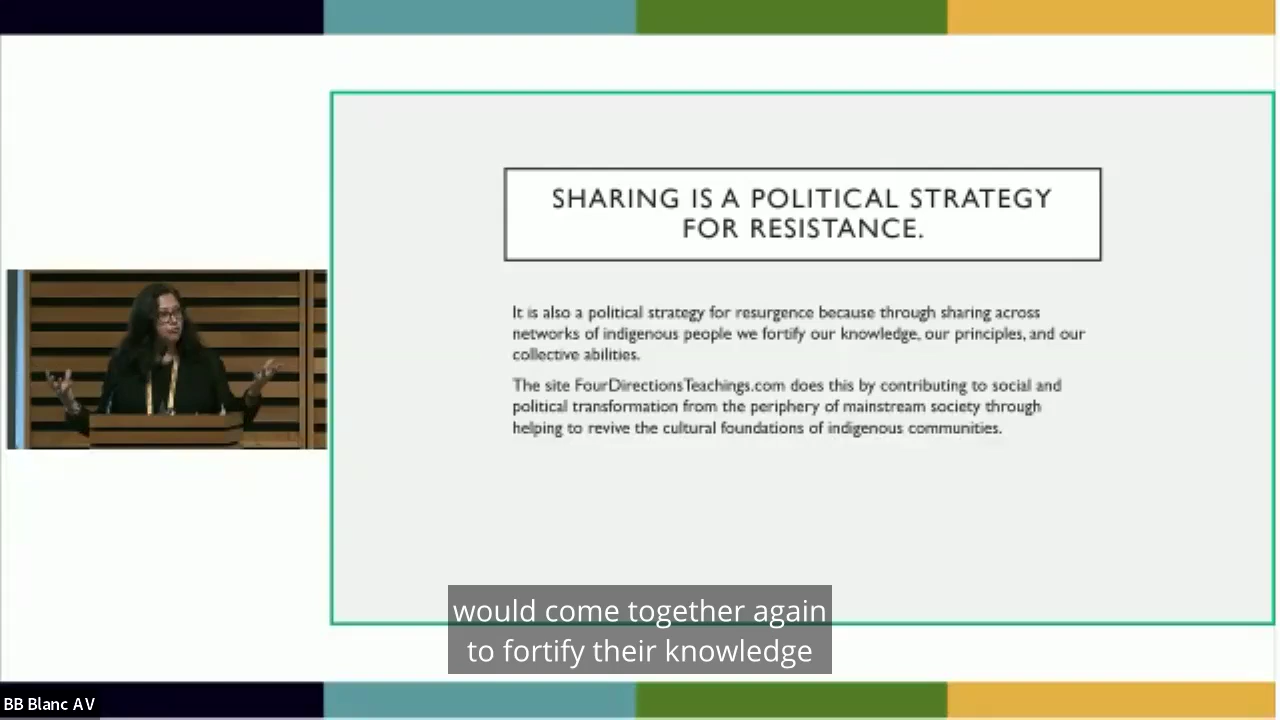 SHARING IS A POLITICAL STRATEGY
FOR RESISTANCE.
It is also a political strategy for resurgence because through sharing across
networks of indigenous people we fortify our knowledge, our principles, and our
collective abilities.
The site FourDirectionsTeachings.com does this by contributing to social and
political transformation from the periphery of mainstream society through
helping to revive the cultural foundations of indigenous communities.
would come together again
to fortify their knowledge
BB Blanc AV